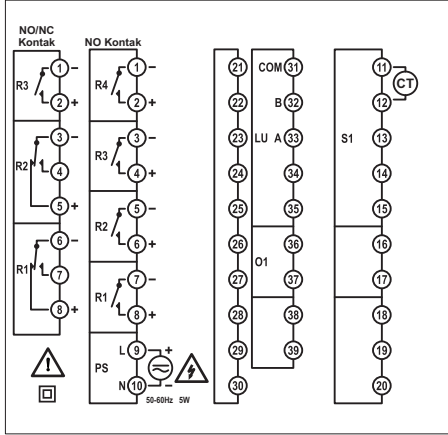 NO/NC
Kontak
NO Kontak
R3
1 −
2 +
R2
3 −
4
5 +
R1
6 −
7
8 +
R4
1 −
2 +
R3
3 −
4 +
R2
5 −
6 +
R1
7 −
8 +
PS
L 9 +
N 10 −
50-60Hz 5W
21
22
23
24
25
26
27
28
29
30
COM 31
B 32
LU A 33
34
35
O1
36
37
38
39
11
CT
12
S1
13
14
15
16
17
18
19
20